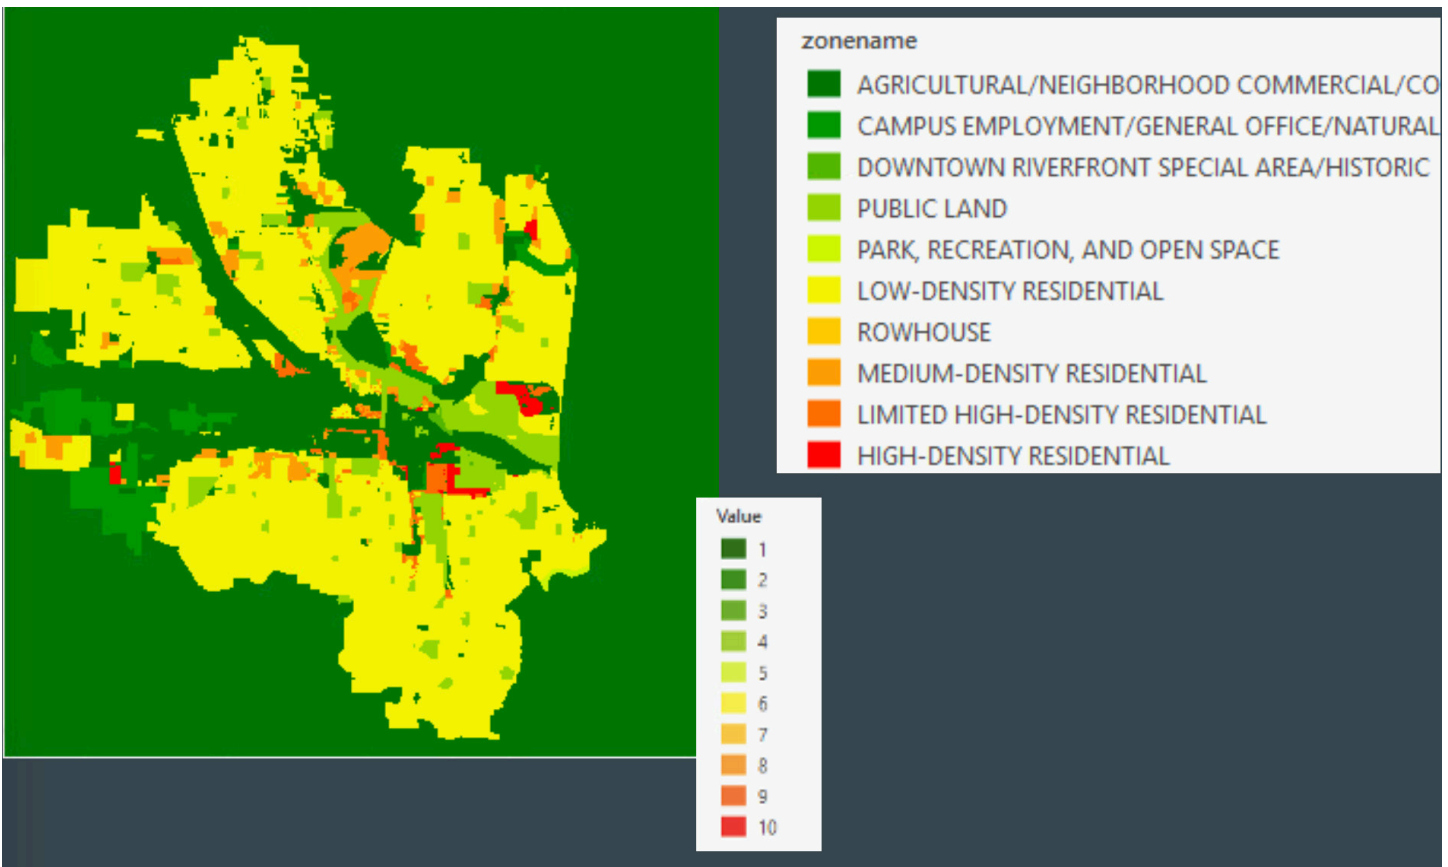 zonename
AGRICULTURAL/NEIGHBORHOOD COMMERCIAL/CO
CAMPUS EMPLOYMENT/GENERAL OFFICE/NATURAL
DOWNTOWN RIVERFRONT SPECIAL AREA/HISTORIC
PUBLIC LAND
PARK, RECREATION, AND OPEN SPACE
LOW-DENSITY RESIDENTIAL
ROWHOUSE
MEDIUM-DENSITY RESIDENTIAL
LIMITED HIGH-DENSITY RESIDENTIAL
HIGH-DENSITY RESIDENTIAL
Value
1
2
3
4
5
6
7
8
9
10